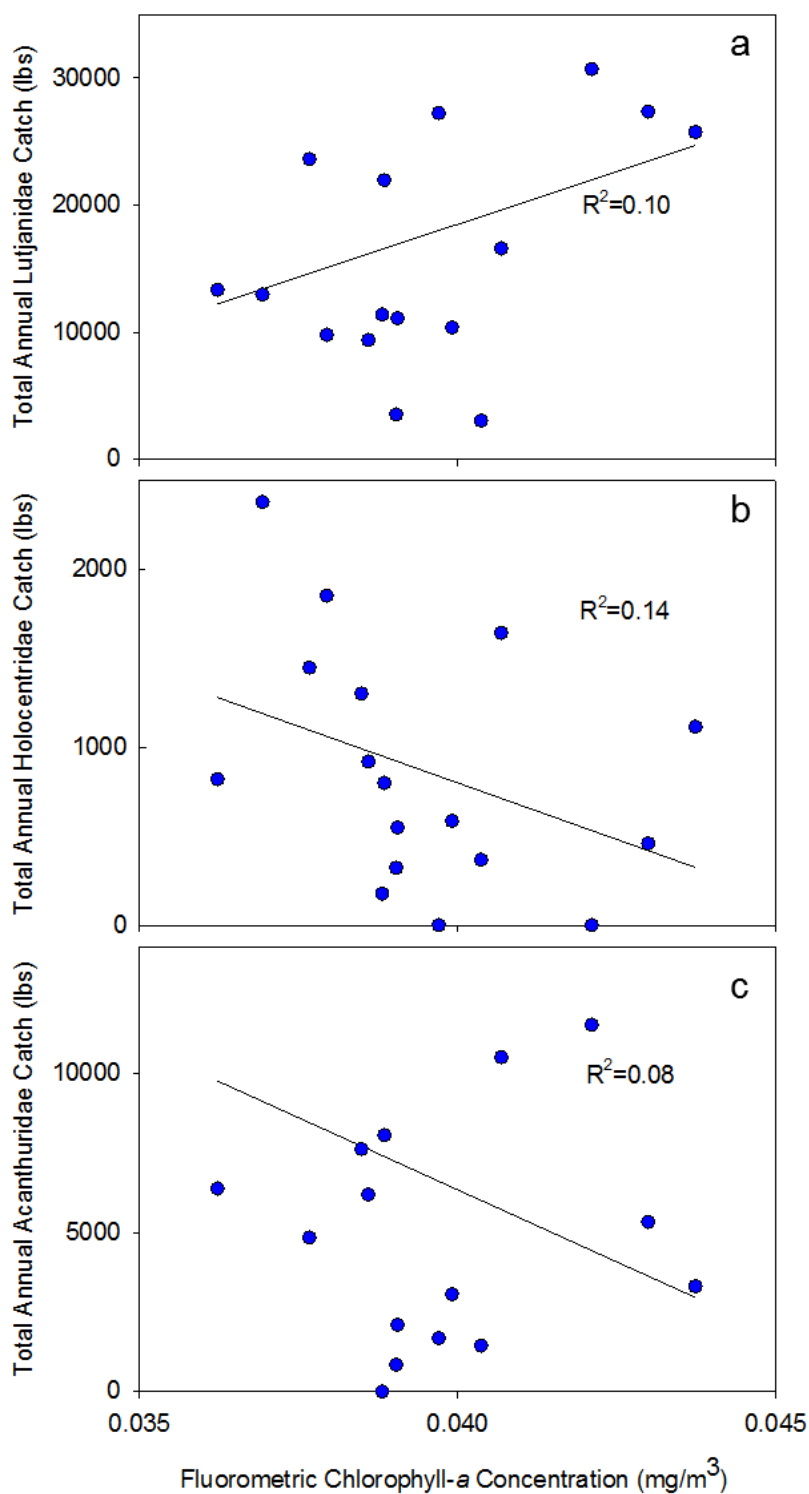 a
Total Annual Lutjanidae Catch (lbs)
30000
20000
10000
0
R²=0.10
b
Total Annual Holocentridae Catch (lbs)
2000
1000
0
R²=0.14
c
Total Annual Acanthuridae Catch (lbs)
10000
5000
0
R²=0.08
0.035 0.040 0.045
Fluorometric Chlorophyll-a Concentration (mg/m³)